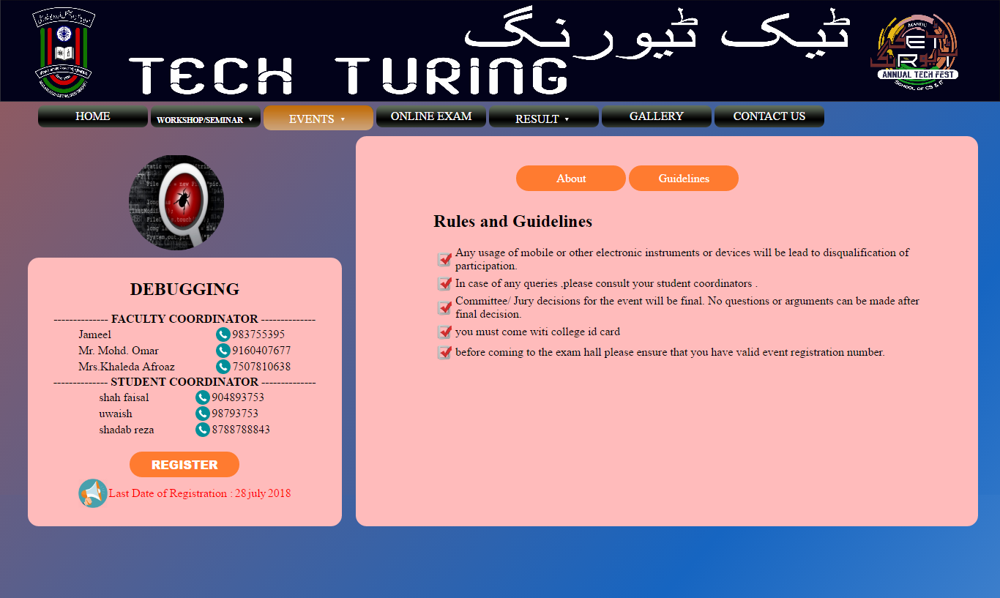 ٹیک ٹیورنگ
TECH TURING
MANUU
ANNUAL TECH FEST
SCHOOL OF CS & IT
HOME
WORKSHOP/SEMINAR ▾
EVENTS ▾
ONLINE EXAM
RESULT ▾
GALLERY
CONTACT US
DEBUGGING
-------------- FACULTY COORDINATOR --------------
Jameel 983755395
Mr. Mohd. Omar 9160407677
Mrs.Khaleda Afroaz 7507810638
-------------- STUDENT COORDINATOR --------------
shah faisal 904893753
uwaish 98793753
shadab reza 8788788843
REGISTER
Last Date of Registration : 28 july 2018
About
Guidelines
Rules and Guidelines
Any usage of mobile or other electronic instruments or devices will be lead to disqualification of
participation.
In case of any queries ,please consult your student coordinators .
Committee/ Jury decisions for the event will be final. No questions or arguments can be made after
final decision.
you must come witi college id card
before coming to the exam hall please ensure that you have valid event registration number.